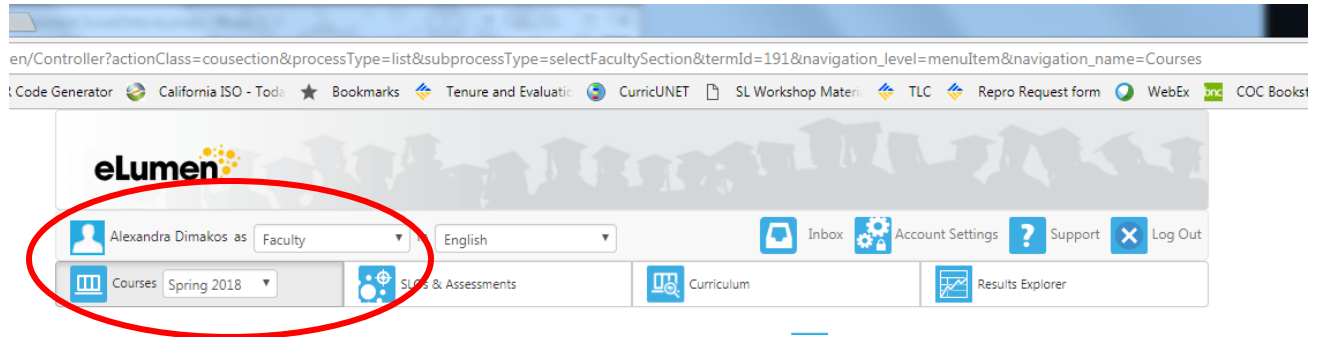 en/Controller?actionClass=cousection&processType=list&subprocessType=selectFacultySection&termId=191&navigation_level=menuItem&navigation_name=Courses
Code Generator California ISO - Toda Bookmarks Tenure and Evaluatio CurricUNET SL Workshop Materi TLC Repro Request form WebEx bnc COC Bookst
eLumen
Alexandra Dimakos as Faculty English Inbox Account Settings ? Support Log Out
Courses Spring 2018 SLOs & Assessments Curriculum Results Explorer